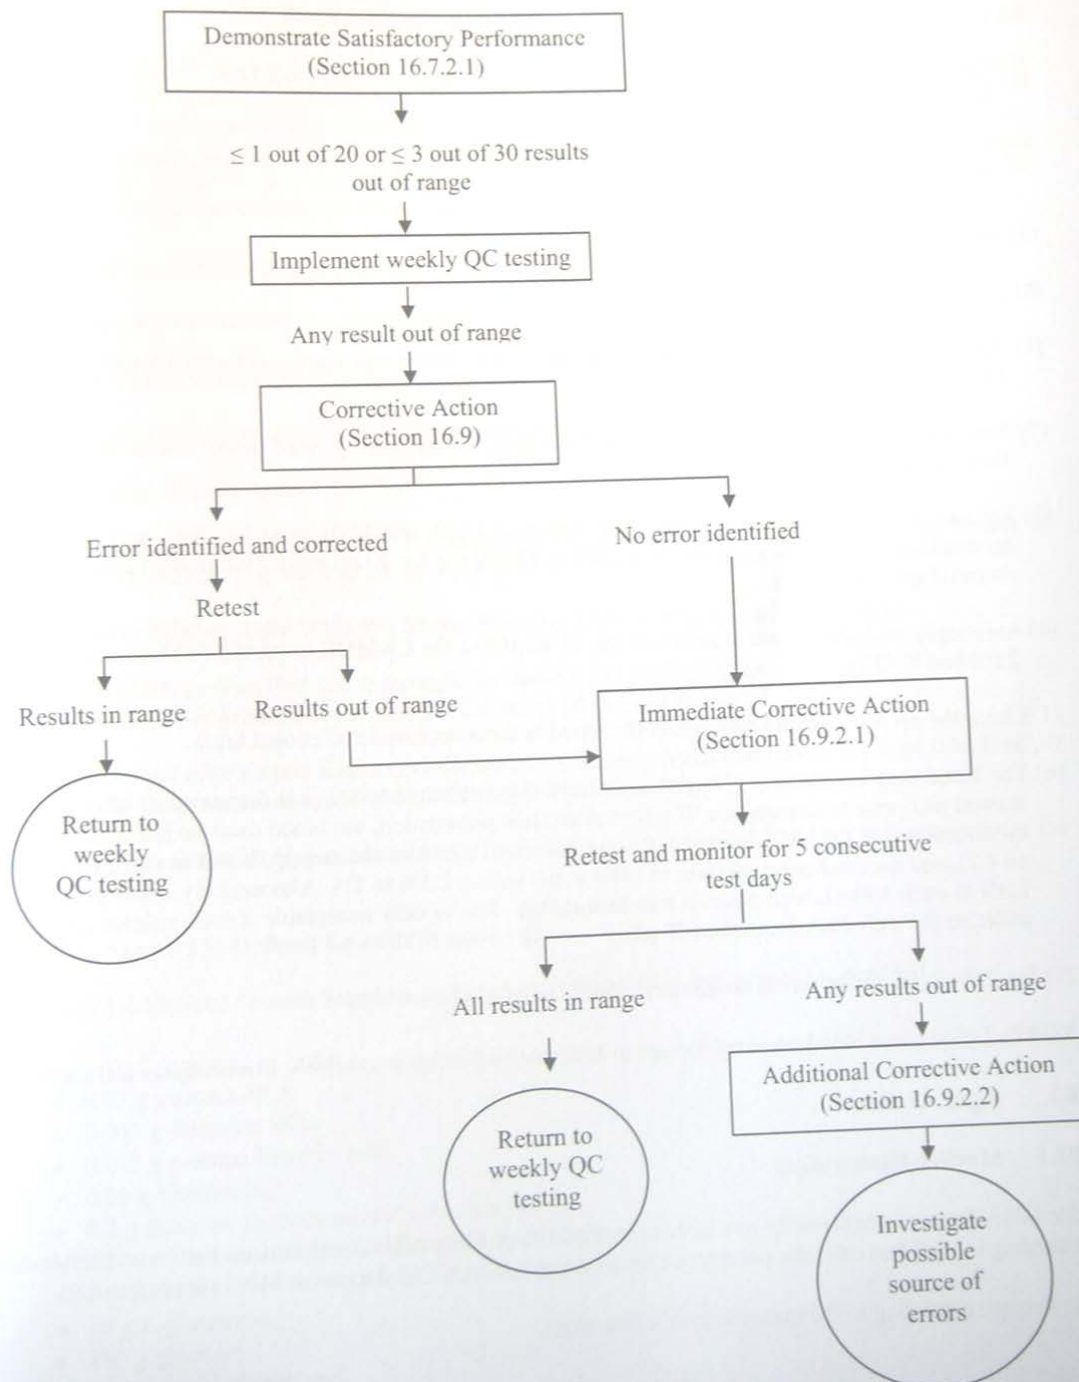 Demonstrate Satisfactory Performance
(Section 16.7.2.1)
≤ 1 out of 20 or ≤ 3 out of 30 results
out of range
Implement weekly QC testing
Any result out of range
Corrective Action
(Section 16.9)
Error identified and corrected
No error identified
Retest
Results in range
Results out of range
Immediate Corrective Action
(Section 16.9.2.1)
Return to
weekly
QC testing
Retest and monitor for 5 consecutive
test days
All results in range
Any results out of range
Additional Corrective Action
(Section 16.9.2.2)
Return to
weekly QC
testing
Investigate
possible
source of
errors